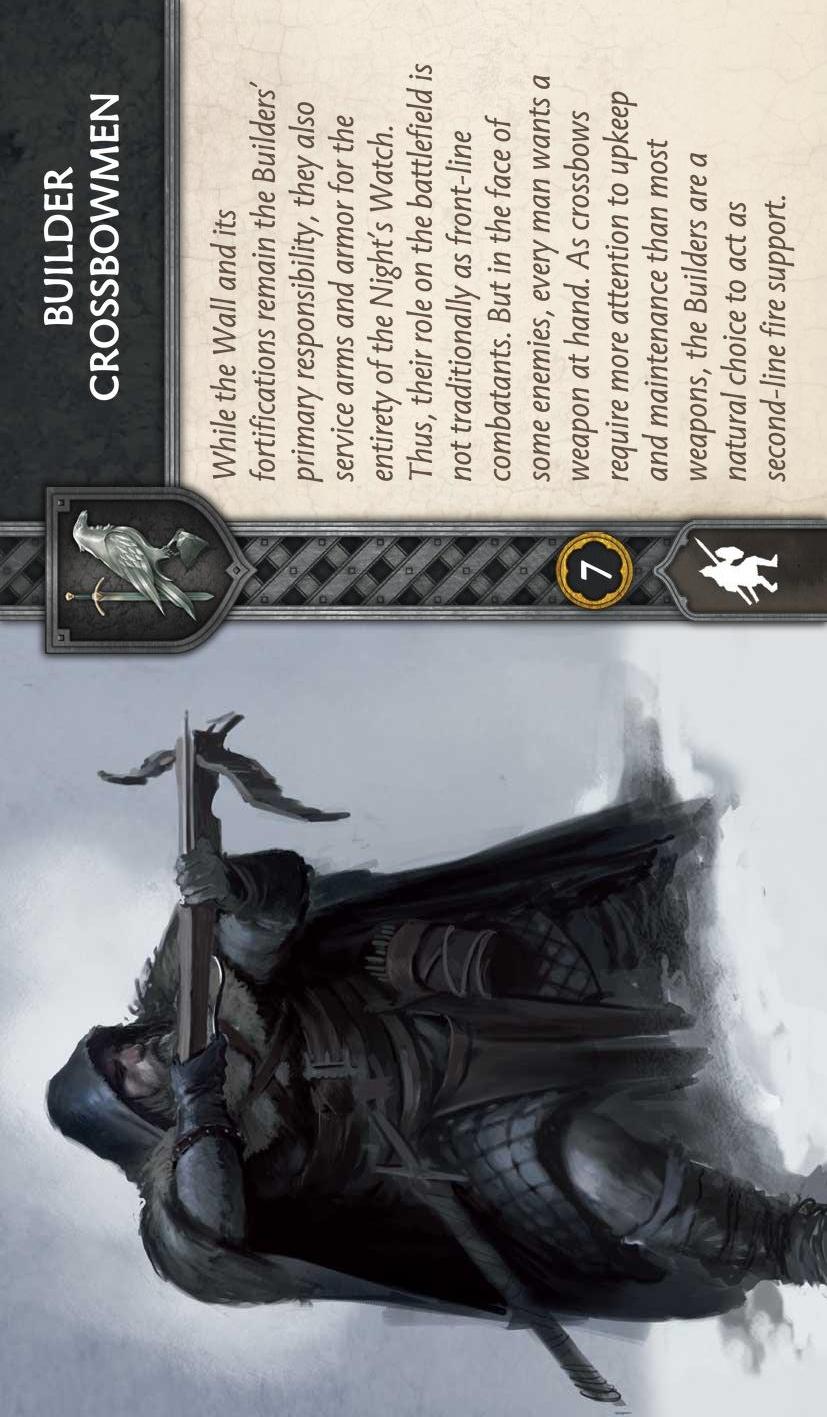 BUILDER
CROSSBOWMEN
While the Wall and its
fortifications remain the Builders'
primary responsibility, they also
service arms and armor for the
entirety of the Night's Watch.
Thus, their role on the battlefield is
not traditionally as front-line
combatants. But in the face of
some enemies, every man wants a
weapon at hand. As crossbows
require more attention to upkeep
and maintenance than most
weapons, the Builders are a
natural choice to act as
second-line fire support.
7